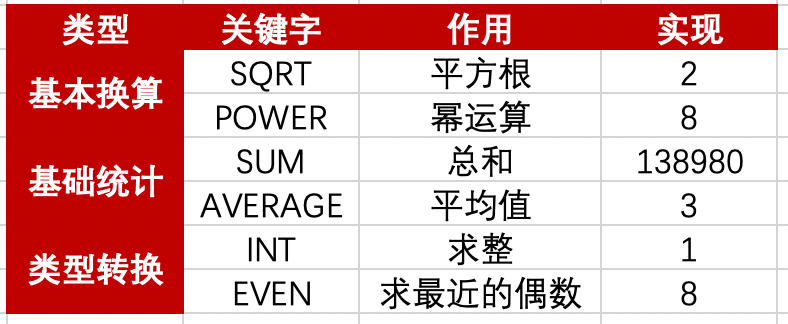 类型 关键字 作用 实现
基本换算 SQRT 平方根 2
POWER 幂运算 8
基础统计 SUM 总和 138980
AVERAGE 平均值 3
类型转换 INT 求整 1
EVEN 求最近的偶数 8